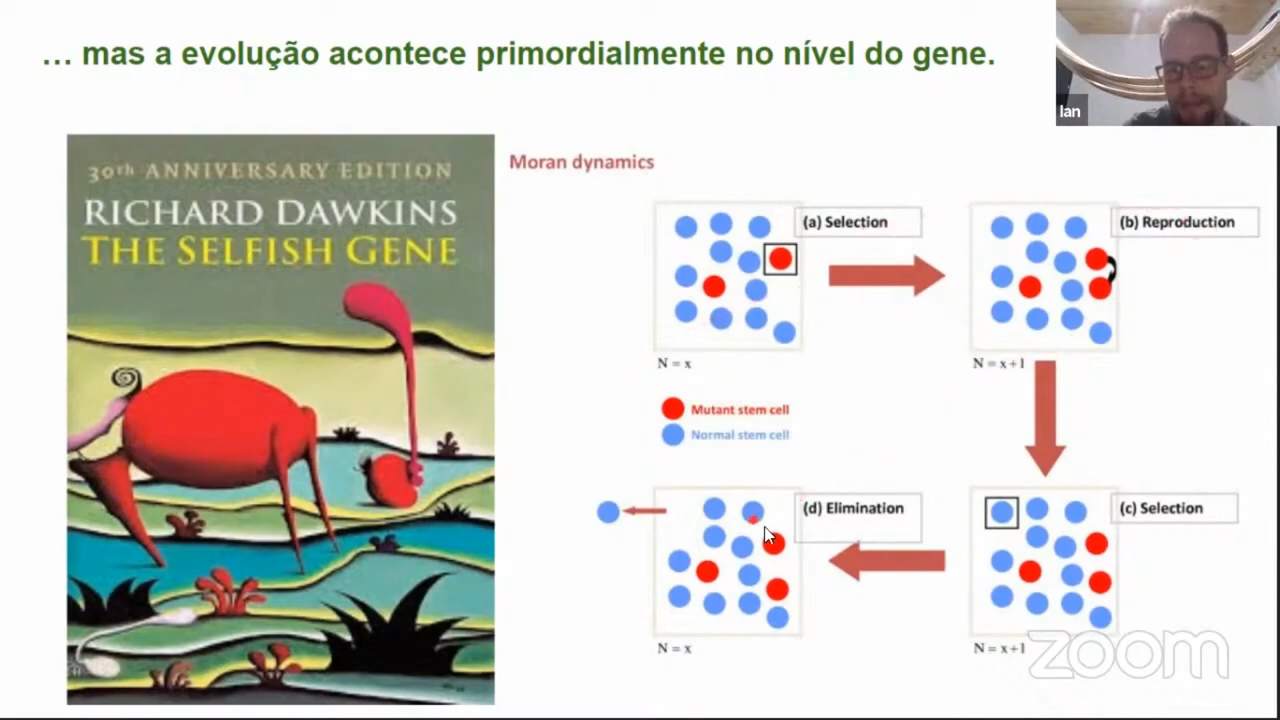 ... mas a evolução acontece primordialmente no nível do gene.
Ian
30th ANNIVERSARY EDITION
RICHARD DAWKINS
THE SELFISH GENE
Moran dynamics
(a) Selection
(b) Reproduction
N = x
N = x+1
Mutant stem cell
Normal stem cell
(d) Elimination
(c) Selection
N = x
N = x+1
zoom